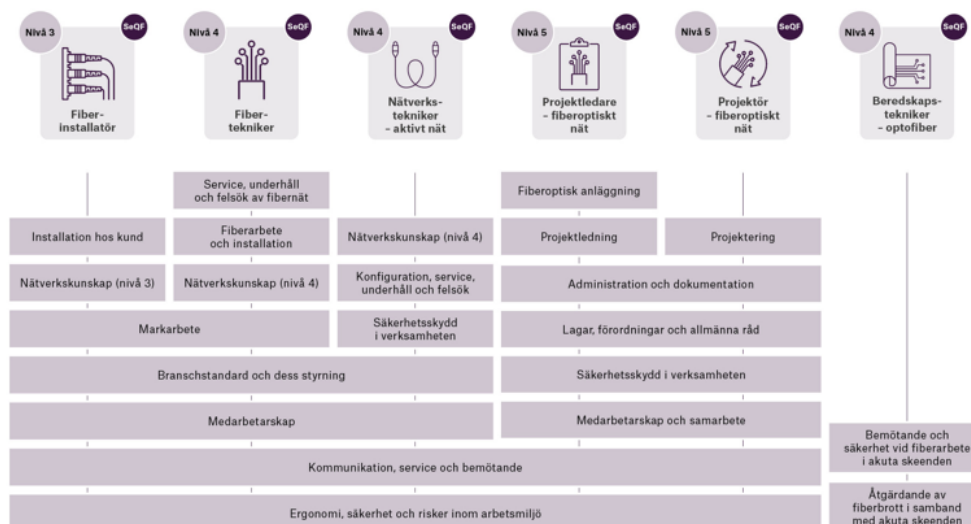 Nivå 3
SeQF
Nivå 4
SeQF
Nivå 4
SeQF
Nivå 5
SeQF
Nivå 5
SeQF
Nivå 4
SeQF
Fiber-
installatör
Fiber-
tekniker
Nätverks-
tekniker
– aktivt nät
Projektledare
– fiberoptiskt
nät
Projektör
– fiberoptiskt
nät
Beredskaps-
tekniker
– optofiber
Service, underhåll
och felsök av fibernät
Fiberoptisk anläggning
Installation hos kund
Fiberarbete
och installation
Nätverkskunskap (nivå 4)
Projektledning
Projektering
Nätverkskunskap (nivå 3)
Nätverkskunskap (nivå 4)
Konfiguration, service,
underhåll och felsök
Administration och dokumentation
Markarbete
Säkerhetsskydd
i verksamheten
Lagar, förordningar och allmänna råd
Branschstandard och dess styrning
Säkerhetsskydd i verksamheten
Medarbetarskap
Medarbetarskap och samarbete
Bemötande och
säkerhet vid fiberarbete
i akuta skeenden
Kommunikation, service och bemötande
Ergonomi, säkerhet och risker inom arbetsmiljö
Åtgärdande av
fiberbrott i samband
med akuta skeenden